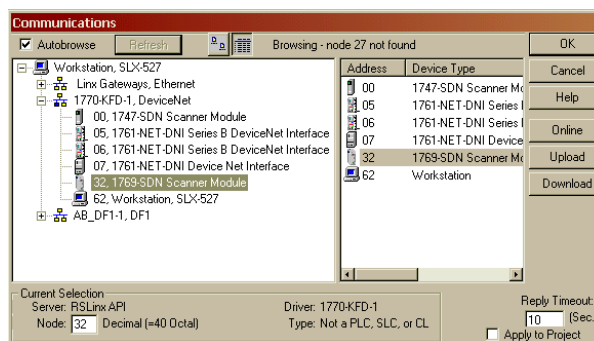 Communications
Autobrowse Refresh Browsing - node 27 not found
Workstation, SLX-527
Linx Gateways, Ethernet
1770-KFD-1, DeviceNet
00, 1747-SDN Scanner Module
05, 1761-NET-DNI Series B DeviceNet Interface
06, 1761-NET-DNI Series B DeviceNet Interface
07, 1761-NET-DNI Device Net Interface
32, 1769-SDN Scanner Module
62, Workstation, SLX-527
AB_DF1-1, DF1
Address Device Type
00 1747-SDN Scanner Mo
05 1761-NET-DNI Series
06 1761-NET-DNI Series
07 1761-NET-DNI Device
32 1769-SDN Scanner Mo
62 Workstation
OK
Cancel
Help
Online
Upload
Download
Current Selection
Server: RSLinx API Driver: 1770-KFD-1
Node: 32 Decimal (=40 Octal) Type: Not a PLC, SLC, or CL
Reply Timeout:
10 (Sec.
Apply to Project